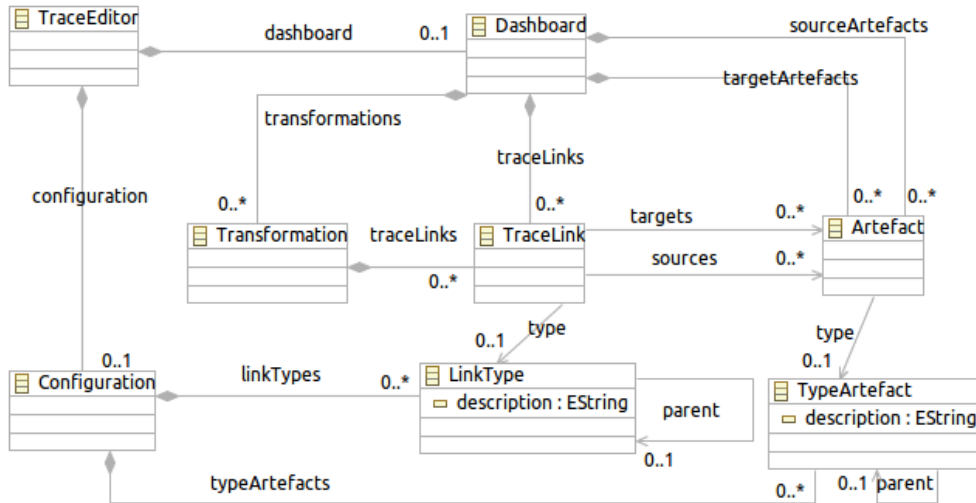 TraceEditor
dashboard
0..1
Dashboard
sourceArtefacts
targetArtefacts
transformations
traceLinks
configuration
0..*
0..*
0..*
0..*
Transformation
traceLinks
0..*
TraceLink
targets
0..*
sources
0..*
Artefact
type
0..1
type
0..1
0..1
Configuration
linkTypes
0..*
LinkType
description : EString
parent
0..1
TypeArtefact
description : EString
typeArtefacts
0..*
0..1
parent